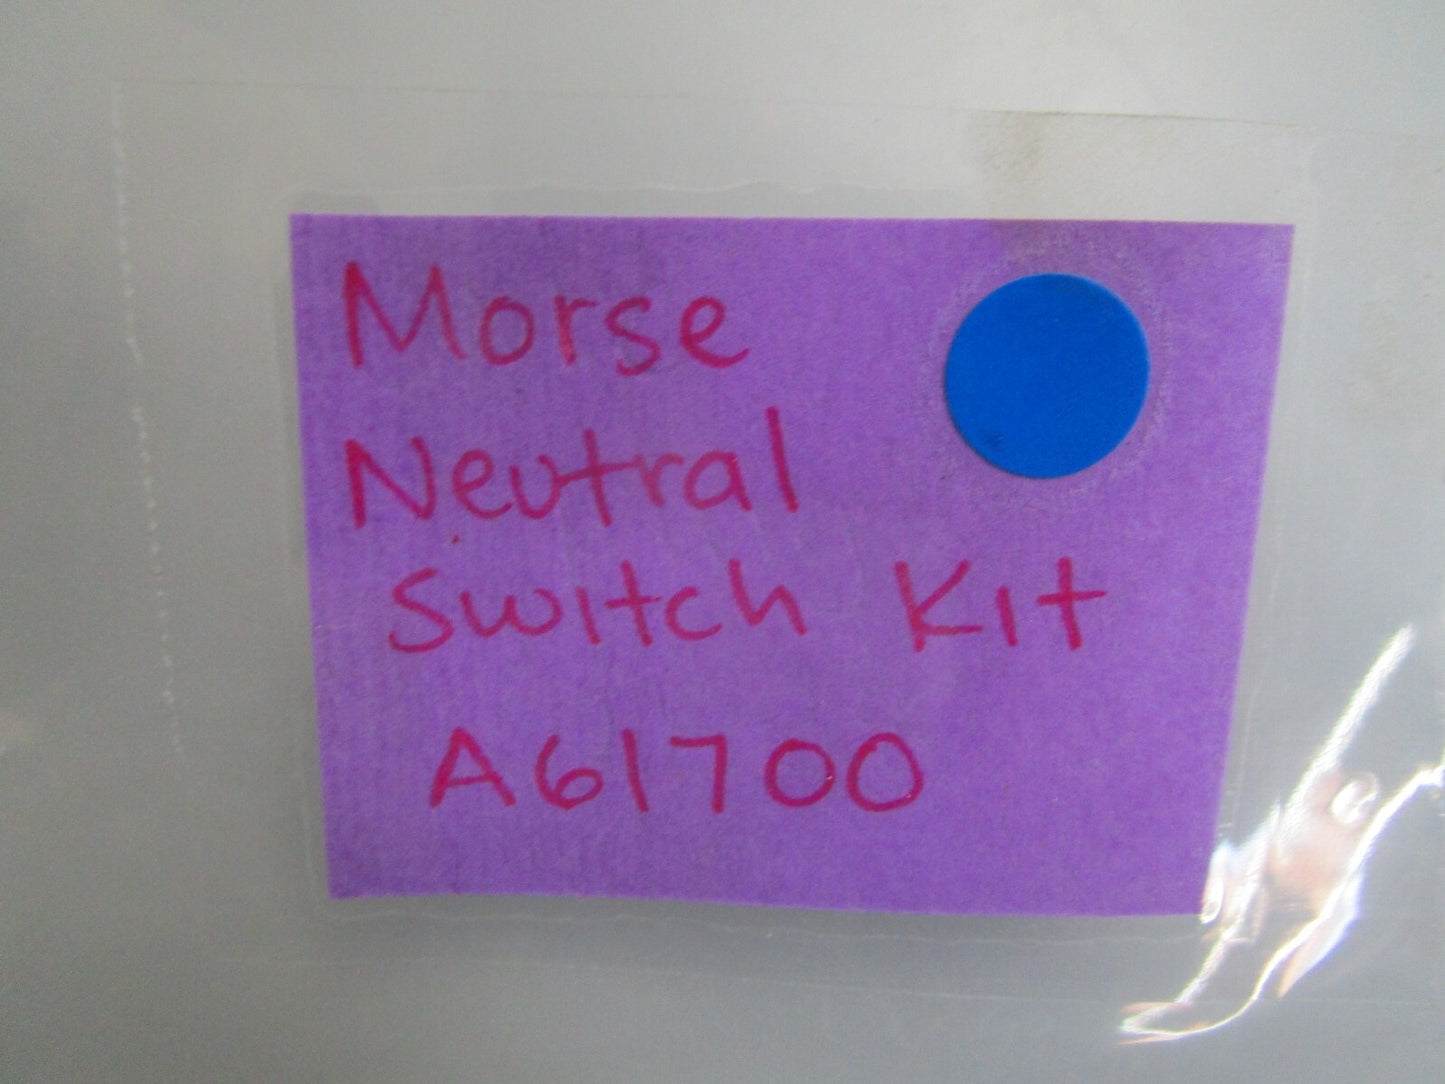 Morse
Neutral
Switch Kit
A61700